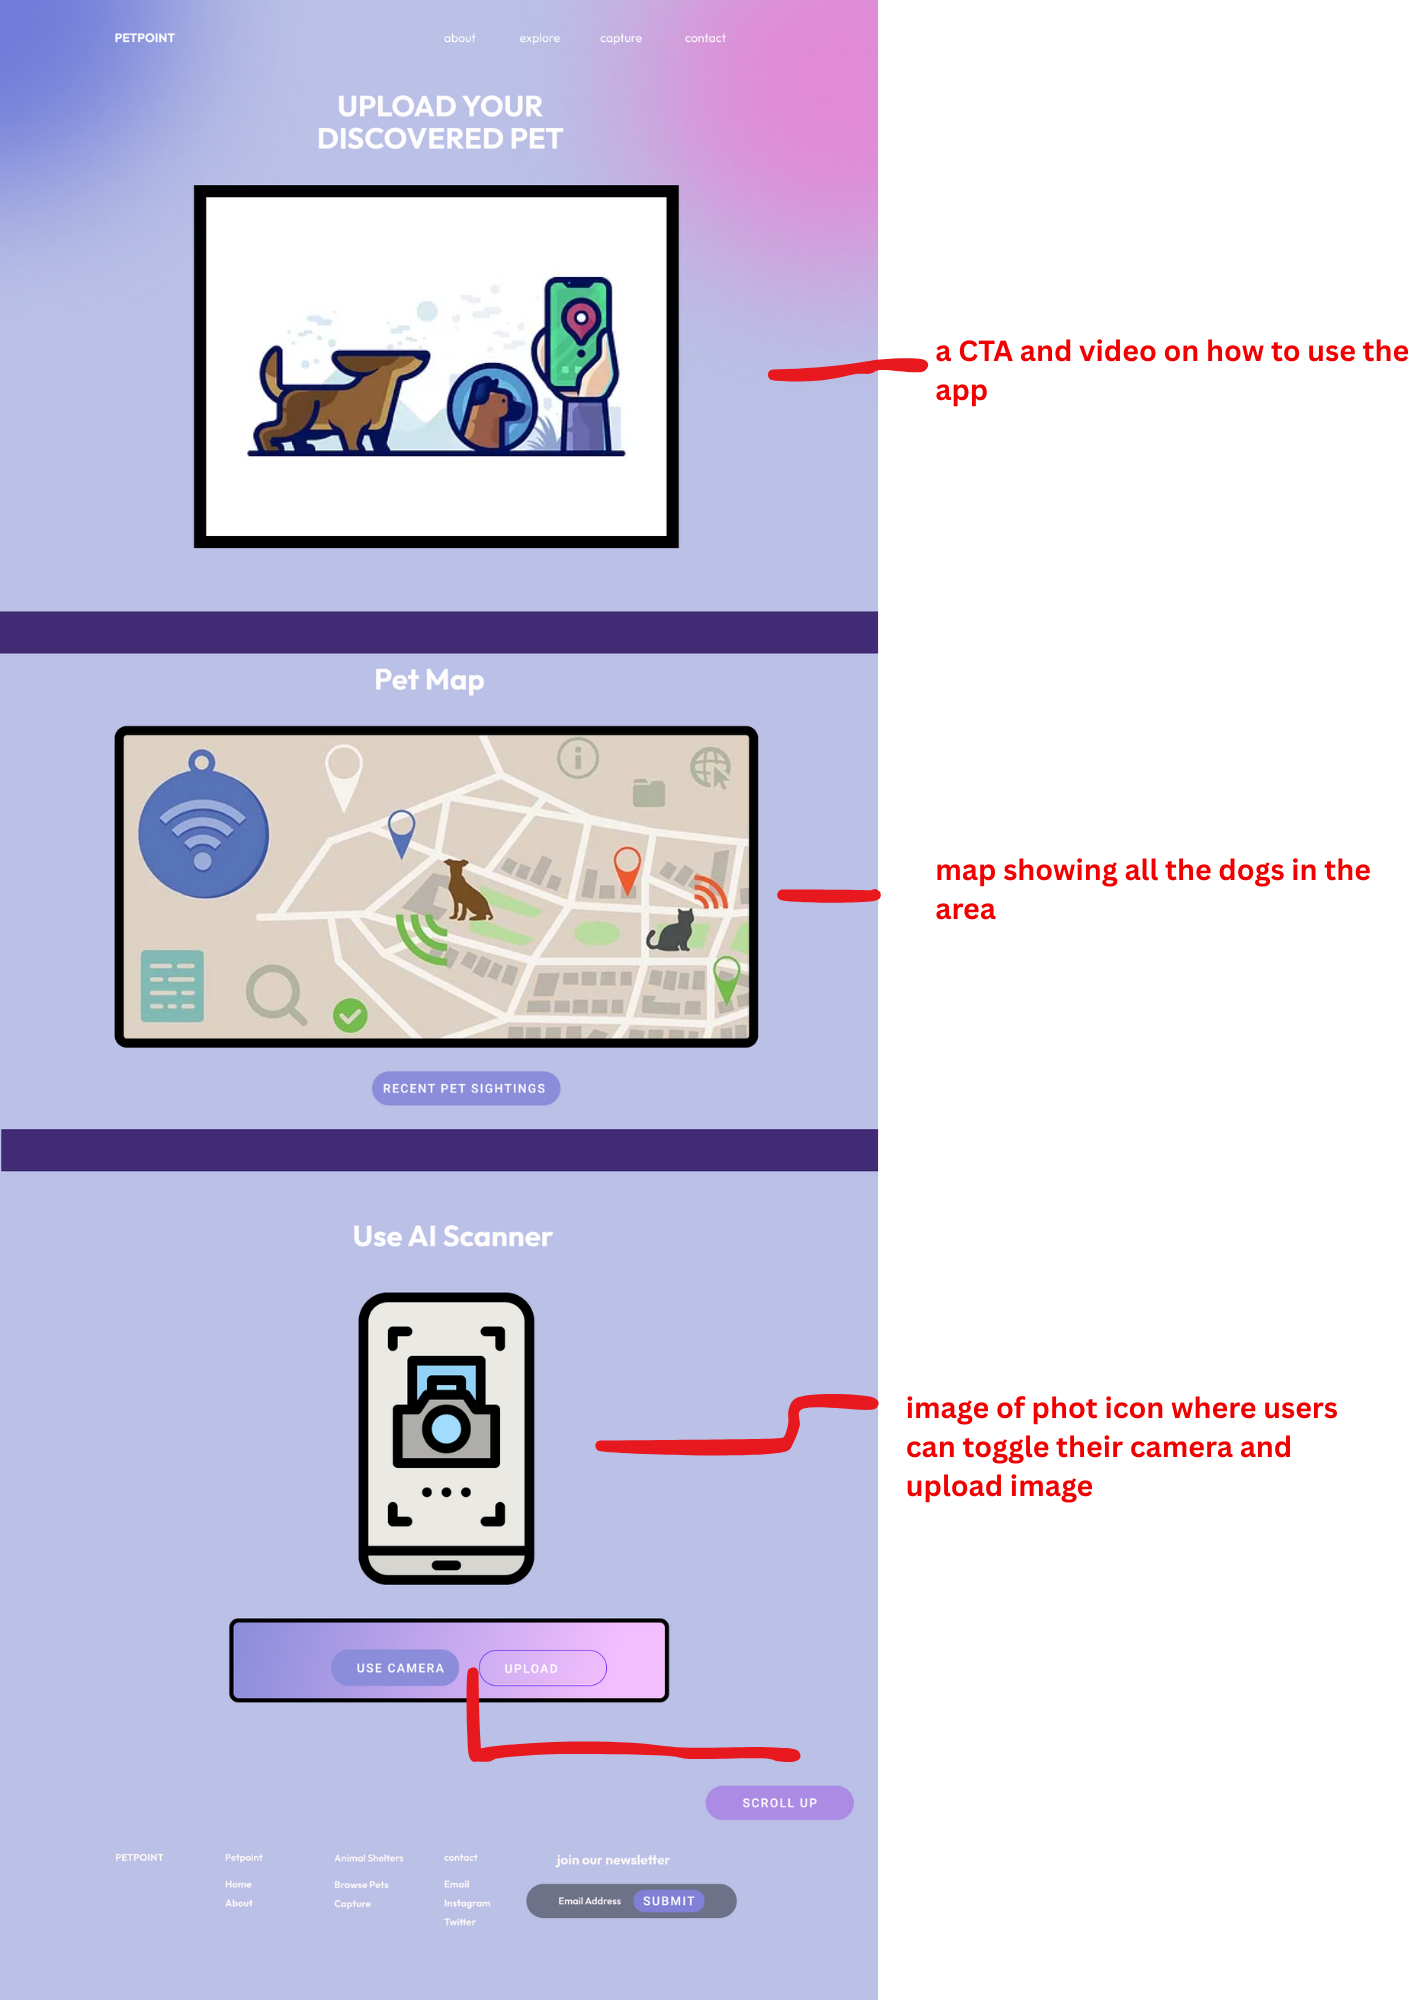 PETPOINT
about explore capture contact
UPLOAD YOUR
DISCOVERED PET
a CTA and video on how to use the
app
Pet Map
map showing all the dogs in the
area
RECENT PET SIGHTINGS
Use AI Scanner
image of phot icon where users
can toggle their camera and
upload image
USE CAMERA
UPLOAD
SCROLL UP
PETPOINT
Petpoint
Home
About
Animal Shelters
Browse Pets
Capture
contact
Email
Instagram
Twitter
join our newsletter
Email Address SUBMIT